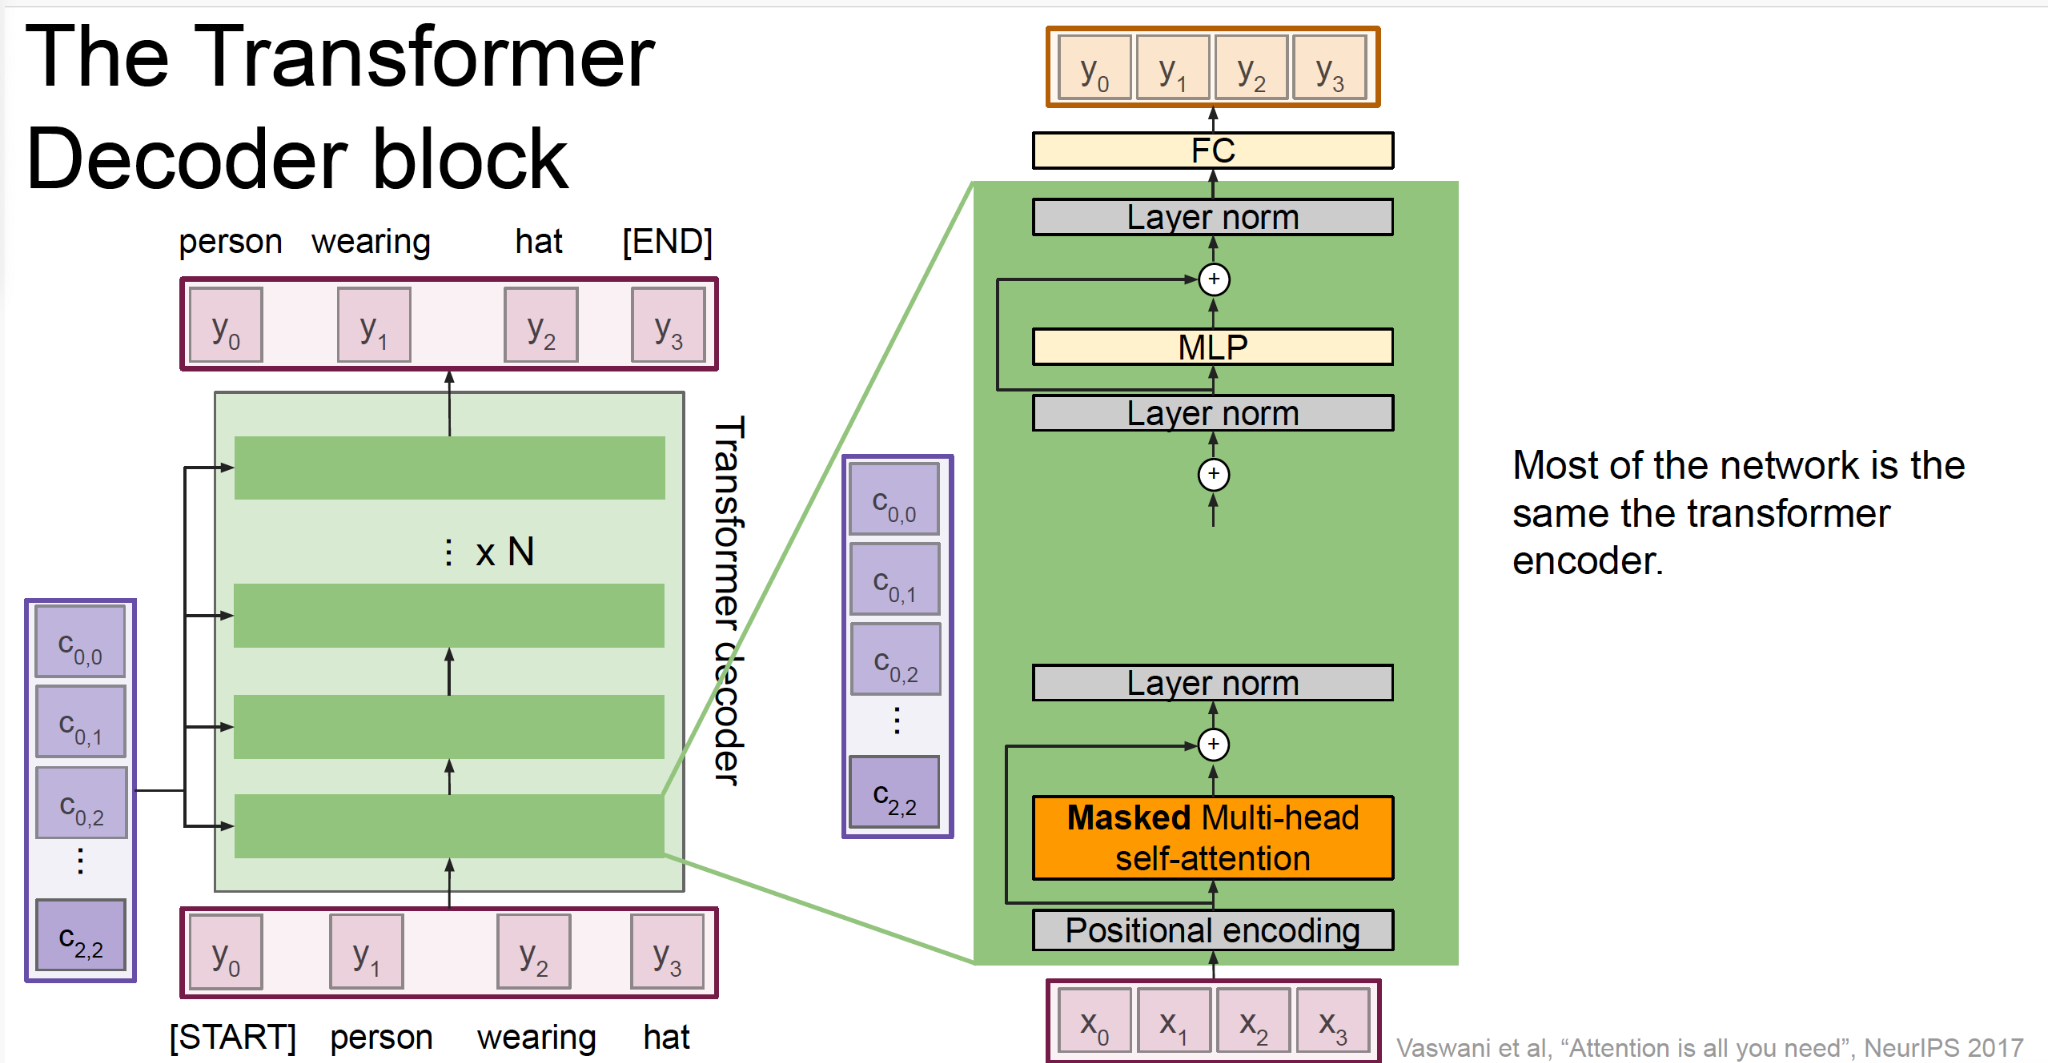 The Transformer
Decoder block
person wearing hat [END]
y0 y1 y2 y3
x N
Transformer decoder
c0,0
c0,1
c0,2
⋮
c2,2
y0 y1 y2 y3
[START] person wearing hat
c0,0
c0,1
c0,2
⋮
c2,2
y0 y1 y2 y3
FC
Layer norm
+
MLP
Layer norm
+
Layer norm
+
Masked Multi-head
self-attention
Positional encoding
x0 x1 x2 x3
Most of the network is the
same the transformer
encoder.
Vaswani et al, “Attention is all you need”, NeurIPS 2017